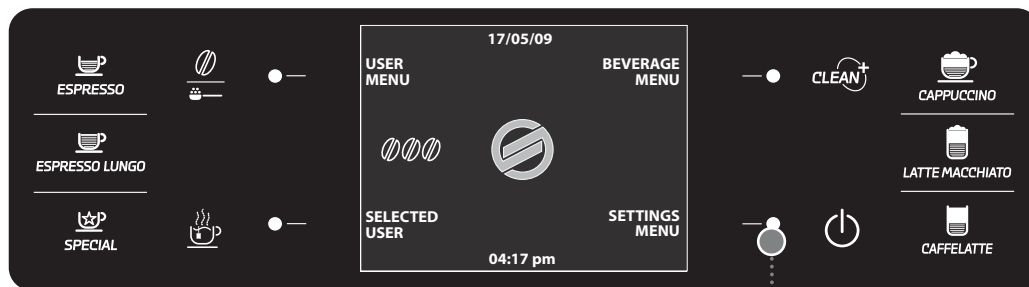 ESPRESSO
ESPRESSO LUNGO
SPECIAL
17/05/09
USER
MENU
BEVERAGE
MENU
SELECTED
USER
SETTINGS
MENU
04:17 pm
CLEAN+
CAPPUCCINO
LATTE MACCHIATO
CAFFELATTE